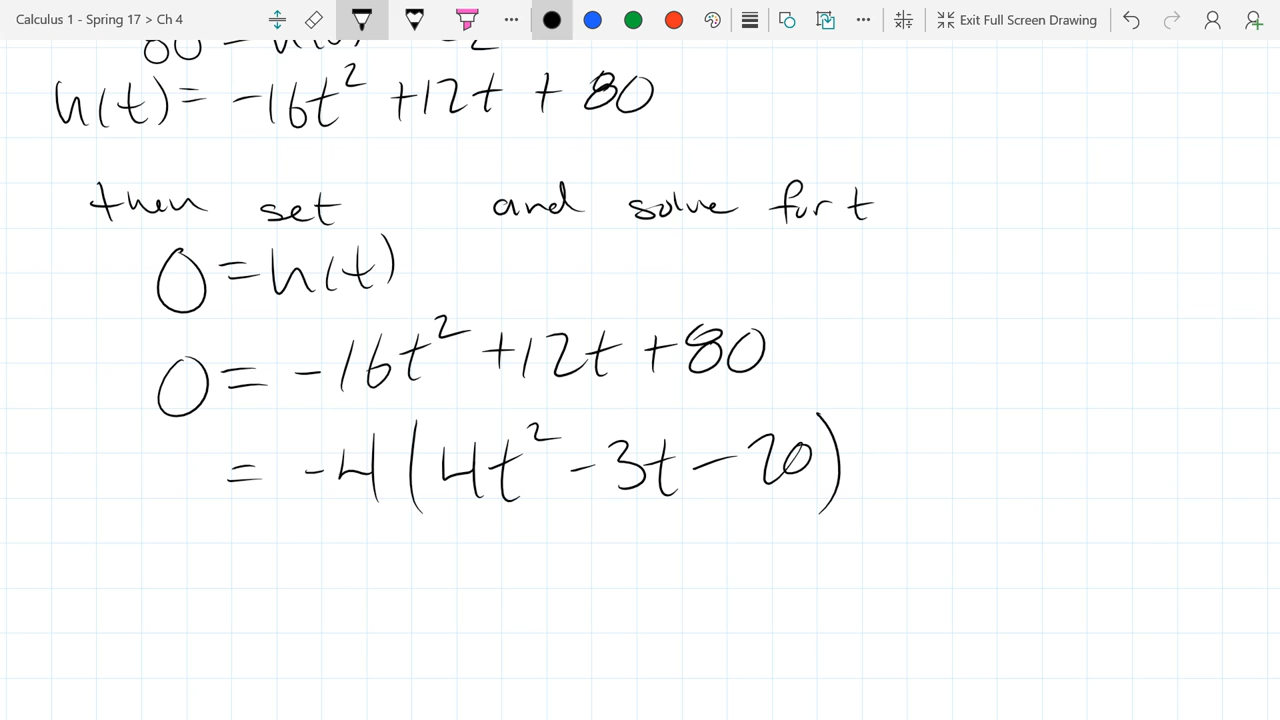 Calculus 1 - Spring 17 > Ch 4
Exit Full Screen Drawing
h(t) = -16t² +12t + 80
then set and solve for t
0 = h(t)
0 = -16t² +12t +80
= -4(4t² - 3t - 20)